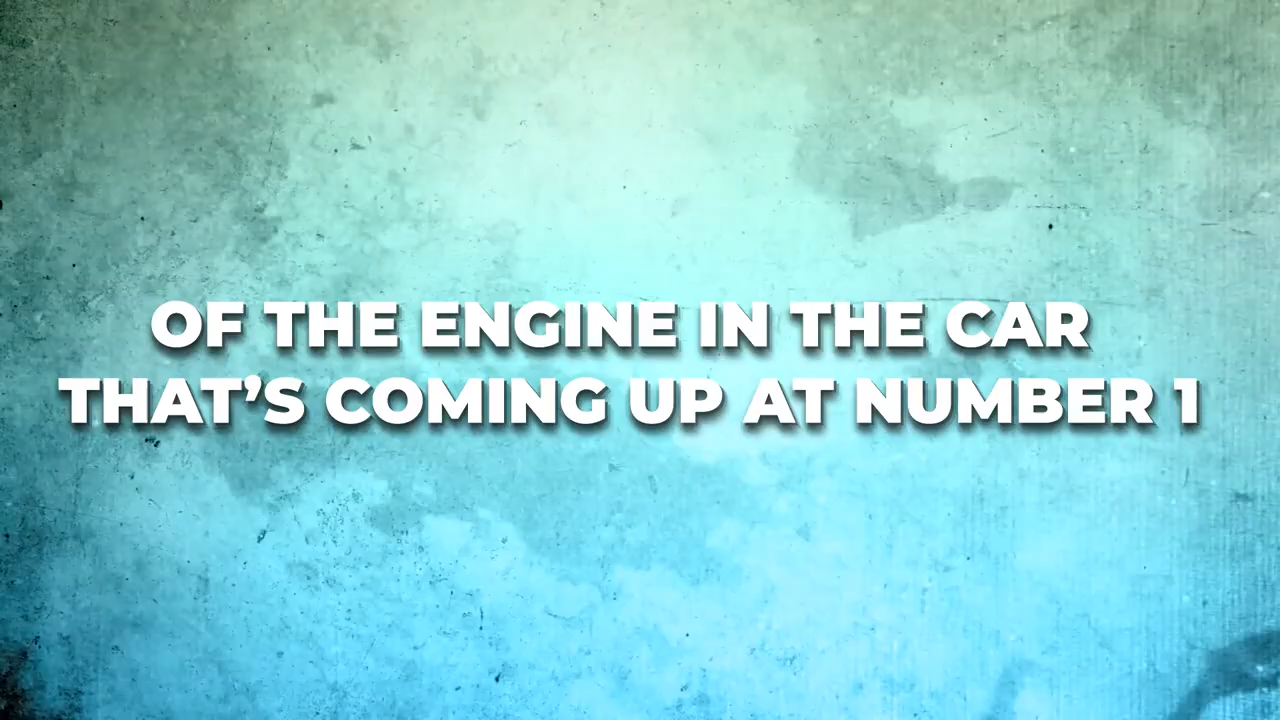 OF THE ENGINE IN THE CAR
THAT’S COMING UP AT NUMBER 1